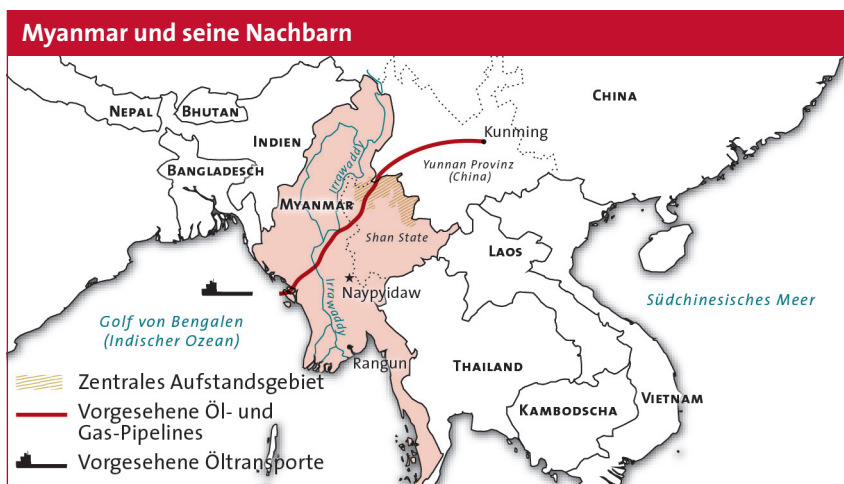 Myanmar und seine Nachbarn
CHINA
NEPAL
BHUTAN
Kunming
INDIEN
Irrawaddy
Yunnan Provinz
(China)
BANGLADESCH
MYANMAR
Shan State
LAOS
Naypyidaw
Irrawaddy
Südchinesisches Meer
Golf von Bengalen
(Indischer Ozean)
Rangun
THAILAND
Zentrales Aufstandsgebiet
VIETNAM
KAMBODSCHA
Vorgesehene Öl- und
Gas-Pipelines
Vorgesehene Öltransporte